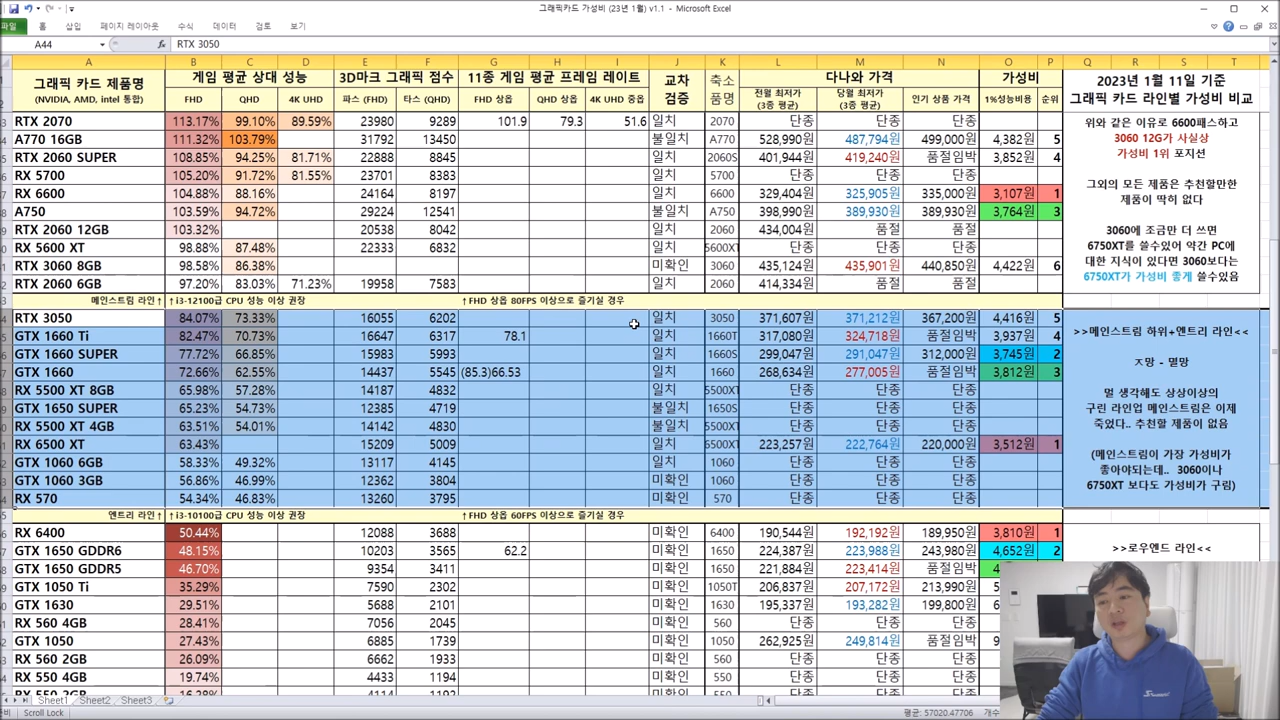 그래픽카드 가성비 (23년 1월) v1.1 - Microsoft Excel
파일 홈 삽입 페이지 레이아웃 수식 데이터 검토 보기
A44 fx RTX 3050
A B C D E F G H I J K L M N O P Q R S T
그래픽 카드 제품명 게임 평균 상대 성능 3D마크 그래픽 점수 11종 게임 평균 프레임 레이트 교차 검증 축소 품명 다나와 가격 가성비
(NVIDIA, AMD, intel 통합) FHD QHD 4K UHD 파스 (FHD) 타스 (QHD) FHD 상옵 QHD 상옵 4K UHD 중옵 전월 최저가 (3종 평균) 당월 최저가 (3종 평균) 인기 상품 가격 1%성능비용 순위
RTX 2070 113.17% 99.10% 89.59% 23980 9289 101.9 79.3 51.6 일치 2070 단종 단종 단종
A770 16GB 111.32% 103.79% 31792 13450 불일치 A770 528,990원 487,794원 499,000원 4,382원 5
RTX 2060 SUPER 108.85% 94.25% 81.71% 22888 8845 일치 2060S 401,944원 419,240원 품절임박 3,852원 4
RX 5700 105.20% 91.72% 81.55% 23701 8383 일치 5700 단종 단종 단종
RX 6600 104.88% 88.16% 24164 8197 일치 6600 329,404원 325,905원 335,000원 3,107원 1
A750 103.59% 94.72% 29224 12541 불일치 A750 398,990원 389,930원 389,930원 3,764원 3
RTX 2060 12GB 103.32% 20538 8042 일치 2060 434,004원 품절 품절
RX 5600 XT 98.88% 87.48% 22333 6832 일치 5600XT 단종 단종 단종
RTX 3060 8GB 98.58% 86.38% 미확인 3060 435,124원 435,901원 440,850원 4,422원 6
RTX 2060 6GB 97.20% 83.03% 71.23% 19958 7583 일치 2060 414,334원 품절 품절
메인스트림 라인↑ ↑i3-12100급 CPU 성능 이상 권장 ↑FHD 상옵 80FPS 이상으로 즐기실 경우
RTX 3050 84.07% 73.33% 16055 6202 일치 3050 371,607원 371,212원 367,200원 4,416원 5
GTX 1660 Ti 82.47% 70.73% 16647 6317 78.1 일치 1660T 317,080원 324,718원 품절임박 3,937원 4
GTX 1660 SUPER 77.72% 66.85% 15983 5993 일치 1660S 299,047원 291,047원 312,000원 3,745원 2
GTX 1660 72.66% 62.55% 14437 5545 (85.3)66.53 일치 1660 268,634원 277,005원 품절임박 3,812원 3
RX 5500 XT 8GB 65.98% 57.28% 14187 4832 일치 5500XT 단종 단종 단종
GTX 1650 SUPER 65.23% 54.73% 12385 4719 불일치 1650S 단종 단종 단종
RX 5500 XT 4GB 63.51% 54.01% 14142 4830 불일치 5500XT 단종 단종 단종
RX 6500 XT 63.43% 15209 5009 일치 6500XT 223,257원 222,764원 220,000원 3,512원 1
GTX 1060 6GB 58.33% 49.32% 13117 4145 일치 1060 단종 단종 단종
GTX 1060 3GB 56.86% 46.99% 12362 3804 미확인 1060 단종 단종 단종
RX 570 54.34% 46.83% 13260 3795 미확인 570 단종 단종 단종
엔트리 라인↑ ↑i3-10100급 CPU 성능 이상 권장 ↑FHD 상옵 60FPS 이상으로 즐기실 경우
RX 6400 50.44% 12088 3688 미확인 6400 190,544원 192,192원 189,950원 3,810원 1
GTX 1650 GDDR6 48.15% 10203 3565 62.2 미확인 1650 224,387원 223,988원 243,980원 4,652원 2
GTX 1650 GDDR5 46.70% 9354 3411 미확인 1650 221,884원 223,414원 품절임박
GTX 1050 Ti 35.29% 7590 2302 미확인 1050T 206,837원 207,172원 213,990원
GTX 1630 29.51% 5688 2101 미확인 1630 195,337원 193,282원 199,800원
RX 560 4GB 28.41% 7056 2045 미확인 560 단종 단종 단종
GTX 1050 27.43% 6885 1739 미확인 1050 262,925원 249,814원 품절임박
RX 560 2GB 26.09% 6662 1933 미확인 560 단종 단종 단종
RX 550 4GB 19.74% 4433 1194 미확인 550 단종 단종 단종
2023년 1월 11일 기준
그래픽 카드 라인별 가성비 비교
위와 같은 이유로 6600패스하고
3060 12G가 사실상
가성비 1위 포지션
그외의 모든 제품은 추천할만한
제품이 딱히 없다
3060에 조금만 더 쓰면
6750XT를 쓸수있어 약간 PC에
대한 지식이 있다면 3060보다는
6750XT가 가성비 좋게 쓸수있음
>>메인스트림 하위+엔트리 라인<<
ㅈ망 - 멸망
멀 생각해도 상상이상의
구린 라인업 메인스트림은 이제
죽었다.. 추천할 제품이 없음
(메인스트림이 가장 가성비가
좋아야되는데.. 3060이나
6750XT 보다도 가성비가 구림)
>>로우엔드 라인<<
Sheet1 Sheet2 Sheet3
Scroll Lock 평균: 57020.47706